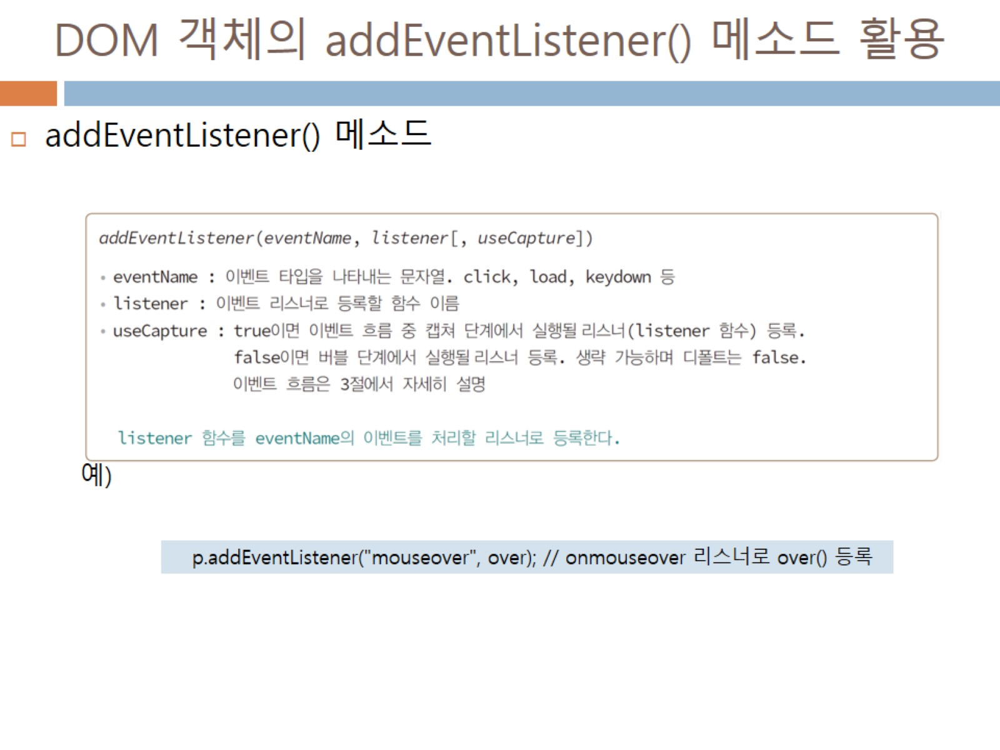 DOM 객체의 addEventListener() 메소드 활용
addEventListener() 메소드
addEventListener(eventName, listener[, useCapture])
• eventName : 이벤트 타입을 나타내는 문자열. click, load, keydown 등
• listener : 이벤트 리스너로 등록할 함수 이름
• useCapture : true이면 이벤트 흐름 중 캡쳐 단계에서 실행될 리스너(listener 함수) 등록.
false이면 버블 단계에서 실행될 리스너 등록. 생략 가능하며 디폴트는 false.
이벤트 흐름은 3절에서 자세히 설명
listener 함수를 eventName의 이벤트를 처리할 리스너로 등록한다.
예)
p.addEventListener("mouseover", over); // onmouseover 리스너로 over() 등록